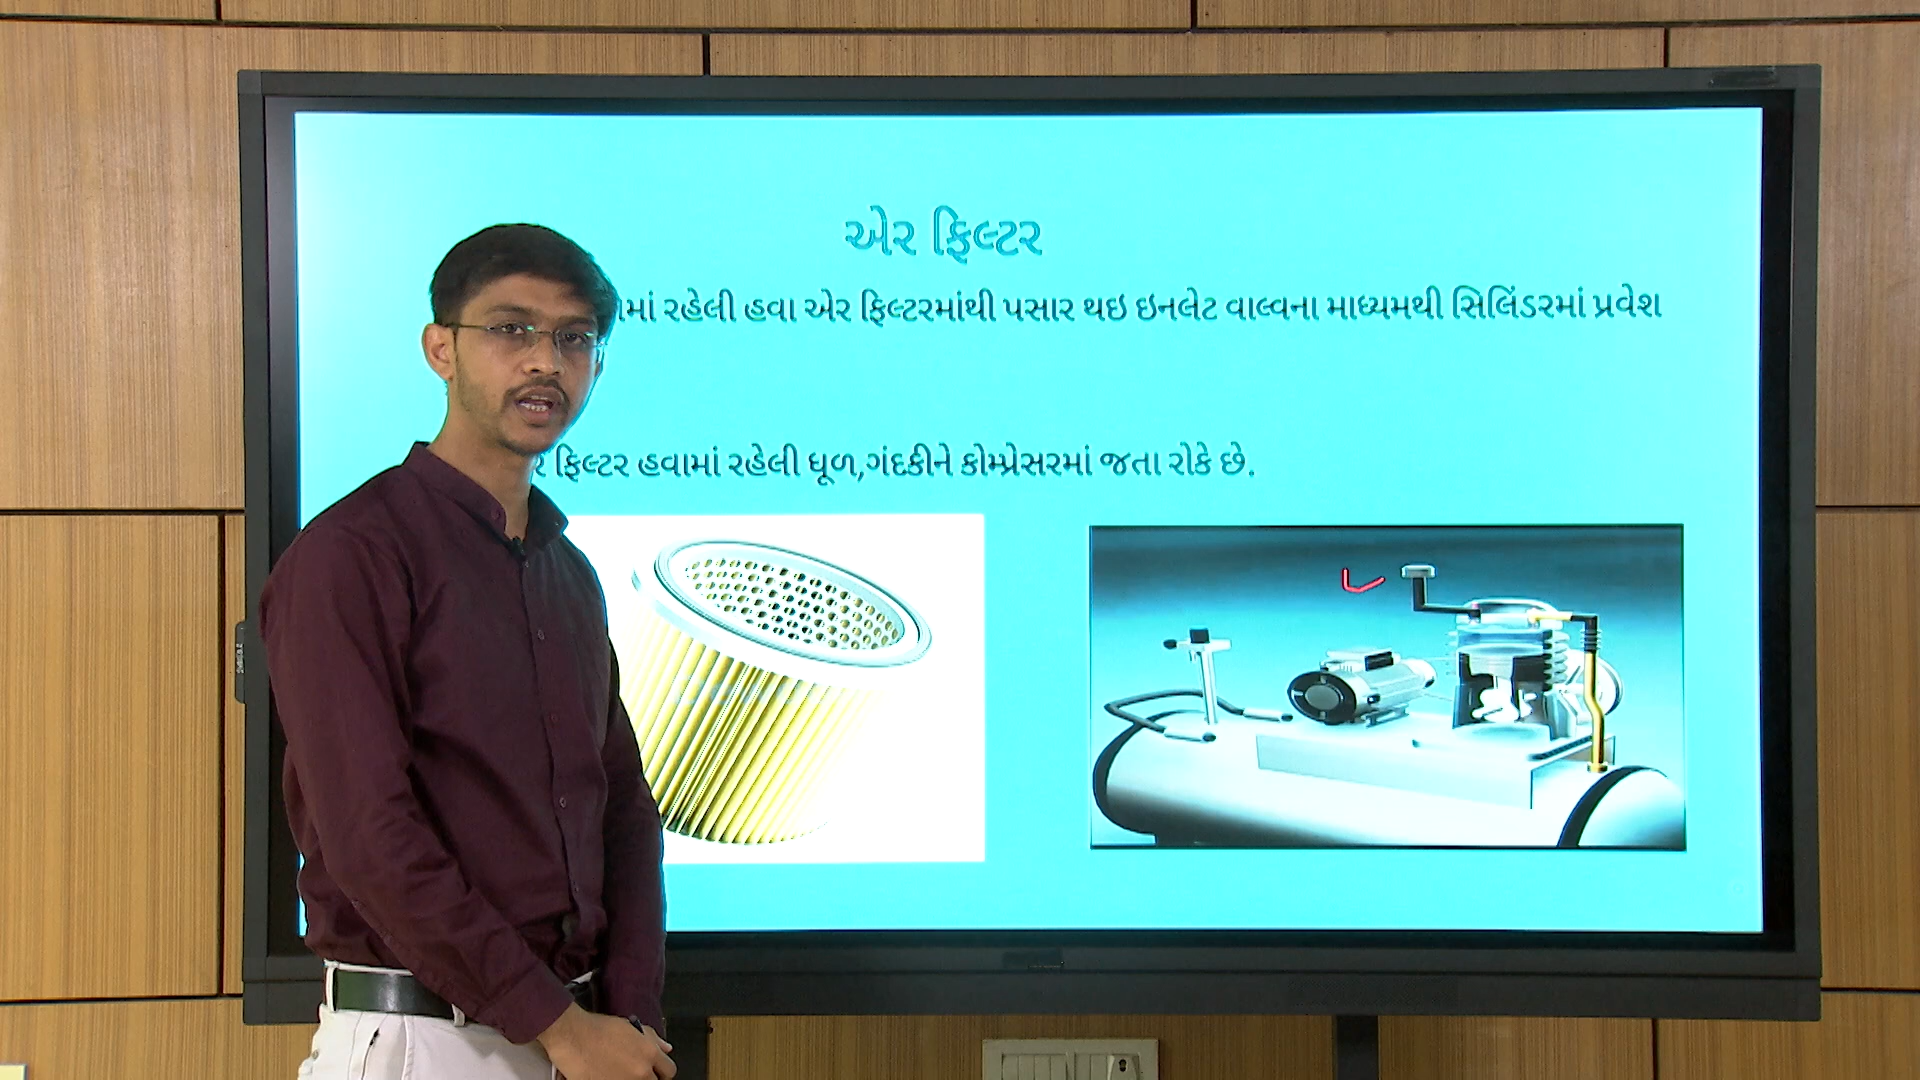 એર ફિલ્ટર
રહેલી હવા એર ફિલ્ટરમાંથી પસાર થઇ ઇનલેટ વાલ્વના માધ્યમથી સિલિંડરમાં પ્રવેશ
ફિલ્ટર હવામાં રહેલી ધૂળ,ગંદકીને કોમ્પ્રેસરમાં જતા રોકે છે.